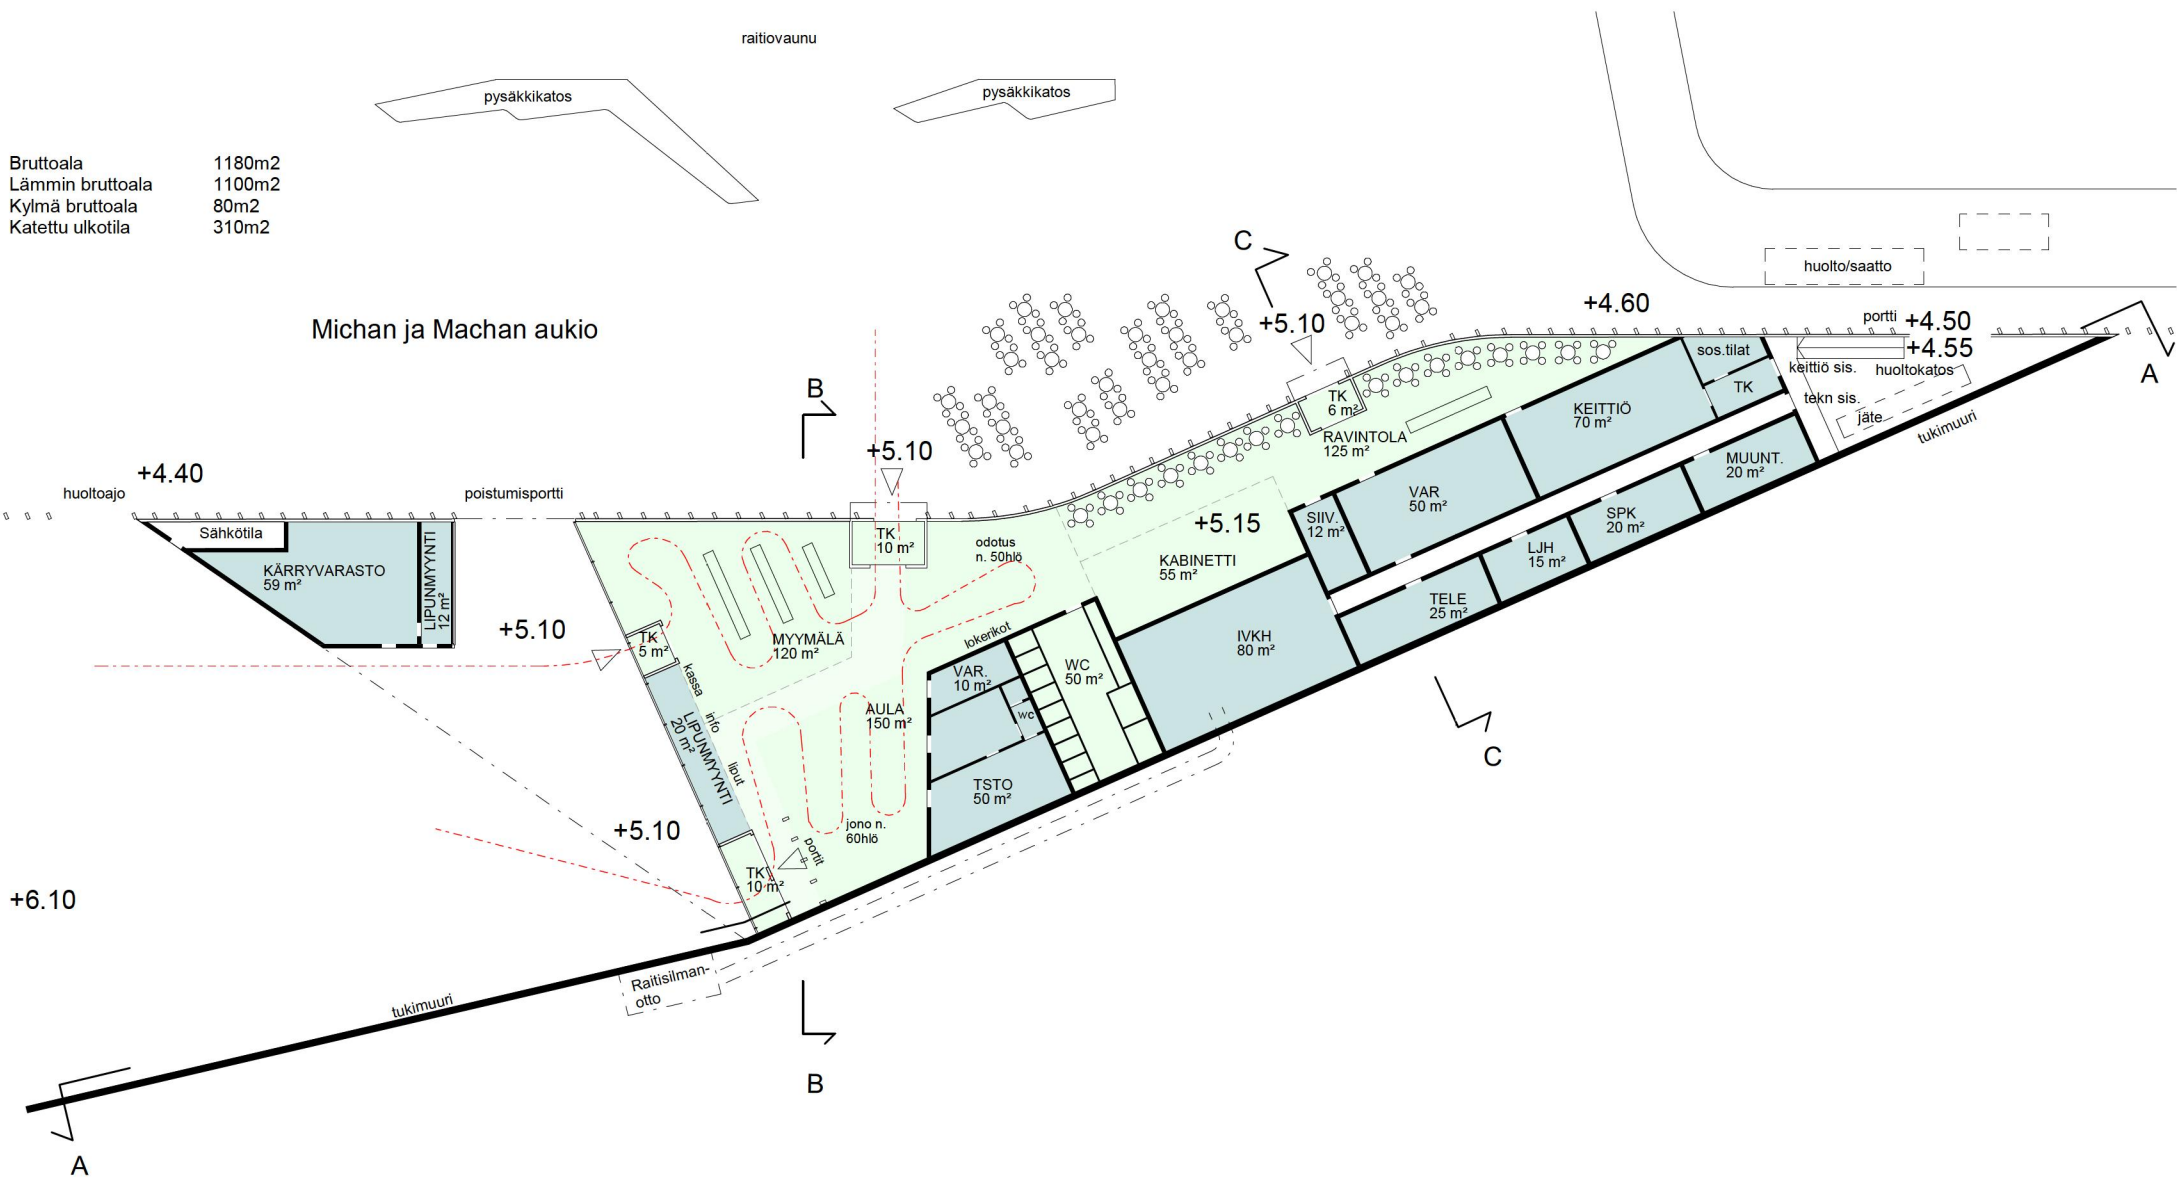 raitiovaunu
pysäkkikatos
pysäkkikatos
Bruttoala 1180m2
Lämmin bruttoala 1100m2
Kylmä bruttoala 80m2
Katettu ulkotila 310m2
Michan ja Machan aukio
C
huolto/saatto
+4.60
portti
+4.50
+4.55
+5.10
sos.tilat
keittiö sis.
huoltokatos
A
TK
tekn sis.
jäte
tukimuuri
B
TK
6 m²
KEITTIÖ
70 m²
RAVINTOLA
125 m²
+5.10
+4.40
huoltoajo
poistumisportti
MUUNT.
20 m²
VAR
50 m²
SPK
20 m²
SIIV.
12 m²
+5.15
Sähkötila
TK
10 m²
odotus
n. 50hlö
LJH
15 m²
KABINETTI
55 m²
KÄRRYVARASTO
59 m²
LIPUNMYYNTI
12 m²
TELE
25 m²
+5.10
TK
5 m²
MYYMÄLÄ
120 m²
lokerikot
IVKH
80 m²
WC
50 m²
VAR.
10 m²
kassa
info
liput
LIPUNMYYNTI
20 m²
AULA
150 m²
wc
C
TSTO
50 m²
+5.10
jono n.
60hlö
portit
TK
10 m²
+6.10
Raitisilman-
otto
tukimuuri
B
A